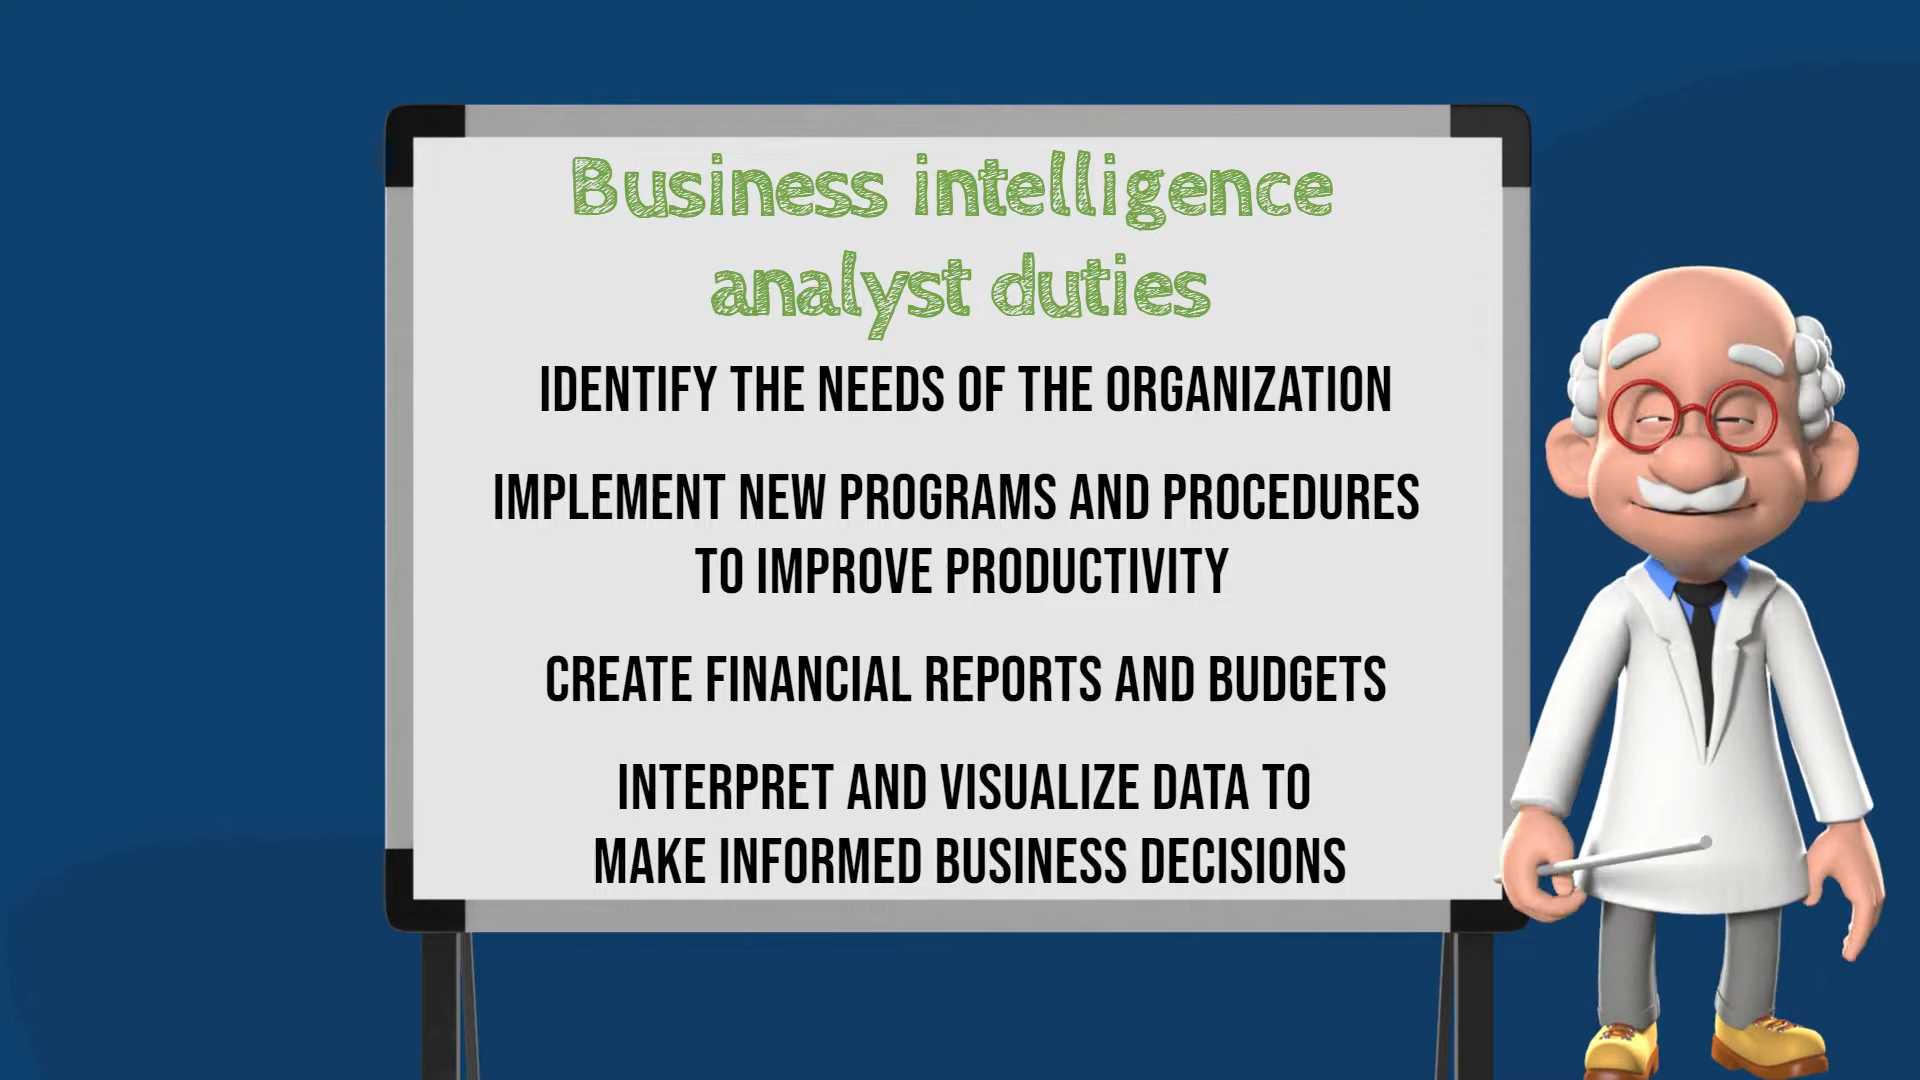 Business intelligence
analyst duties
IDENTIFY THE NEEDS OF THE ORGANIZATION
IMPLEMENT NEW PROGRAMS AND PROCEDURES
TO IMPROVE PRODUCTIVITY
CREATE FINANCIAL REPORTS AND BUDGETS
INTERPRET AND VISUALIZE DATA TO
MAKE INFORMED BUSINESS DECISIONS